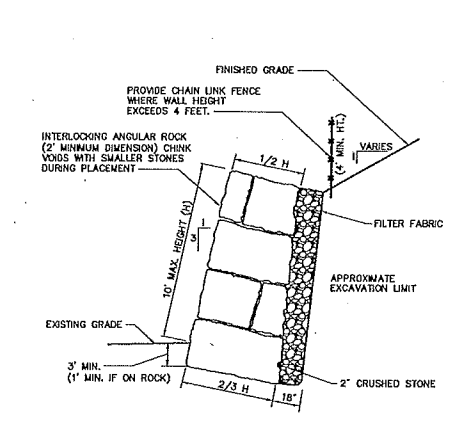 FINISHED GRADE
PROVIDE CHAIN LINK FENCE
WHERE WALL HEIGHT
EXCEEDS 4 FEET.
(4' MIN. HT.)
INTERLOCKING ANGULAR ROCK
(2' MINIMUM DIMENSION) CHINK
VOIDS WITH SMALLER STONES
DURING PLACEMENT
1/2 H
VARIES
1
FILTER FABRIC
1
3
10' MAX. HEIGHT (H)
APPROXIMATE
EXCAVATION LIMIT
EXISTING GRADE
3' MIN.
(1' MIN. IF ON ROCK)
2/3 H
18"
2" CRUSHED STONE